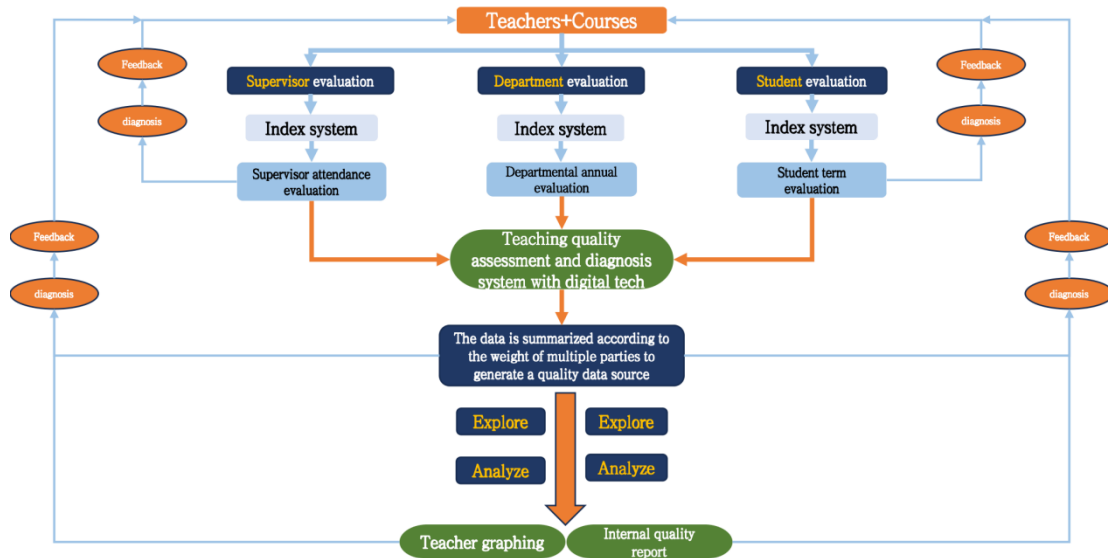 Teachers+Courses
Feedback
Feedback
Supervisor evaluation
Department evaluation
Student evaluation
diagnosis
diagnosis
Index system
Index system
Index system
Supervisor attendance
evaluation
Departmental annual
evaluation
Student term
evaluation
Feedback
Feedback
Teaching quality
assessment and diagnosis
system with digital tech
diagnosis
diagnosis
The data is summarized according to
the weight of multiple parties to
generate a quality data source
Explore
Explore
Analyze
Analyze
Teacher graphing
Internal quality
report